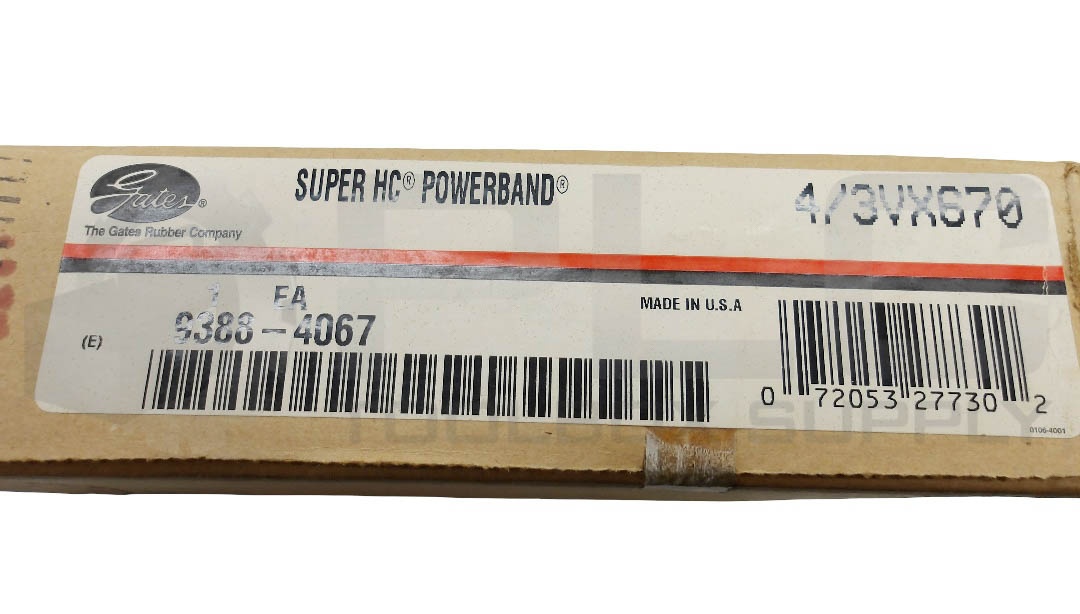 Gates®
The Gates Rubber Company
SUPER HC® POWERBAND®
4/3VX670
1 EA
9388-4067
(E)
MADE IN U.S.A
0 72053 27730 2
0106-4001
SUPPLY